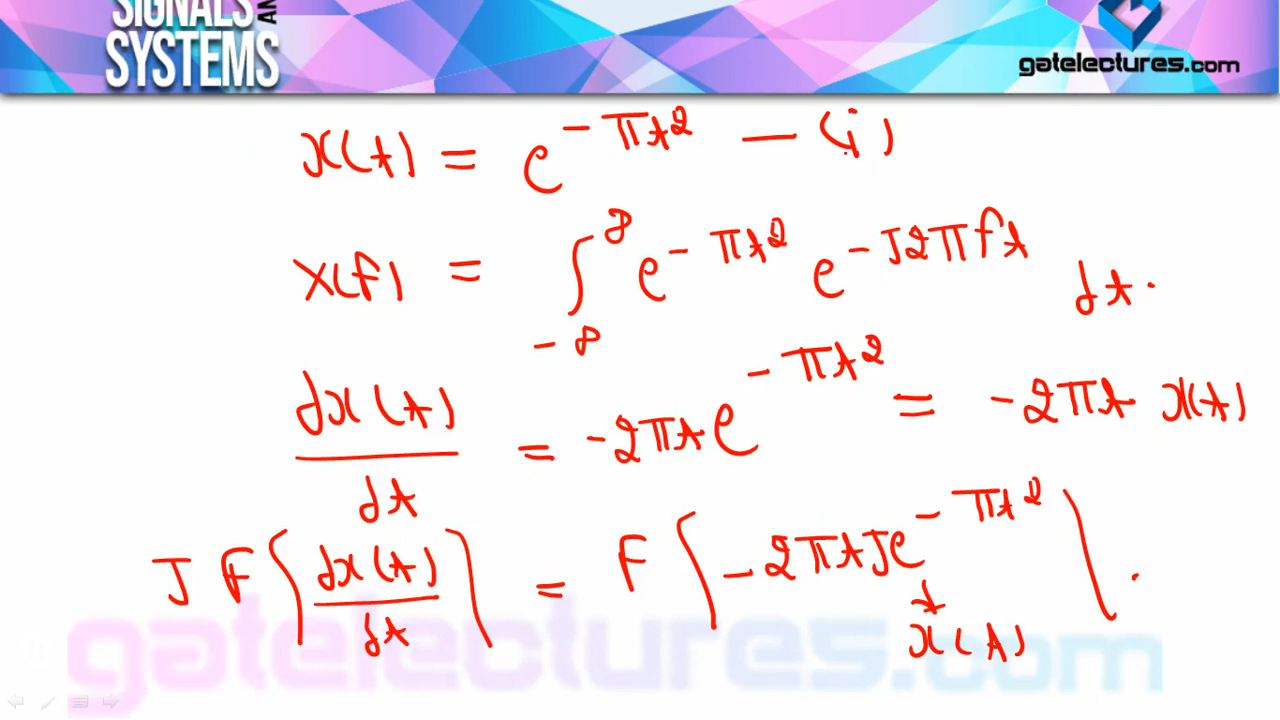 SIGNALS AND
SYSTEMS
gatelectures.com
x(t) = e^{-πt²} — (i)
x(f) = ∫_{-∞}^{∞} e^{-πt²} e^{-J2πft} dt.
dx(t)/dt = -2πt e^{-πt²} = -2πt x(t)
J F[dx(t)/dt] = F[-2πtJe^{-πt²}].
↓
x(t)
gatelectures.com